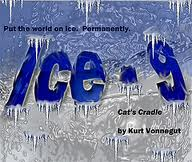 Put the world on ice. Permanently.
Ice-9
Cat's Cradle
by Kurt Vonnegut